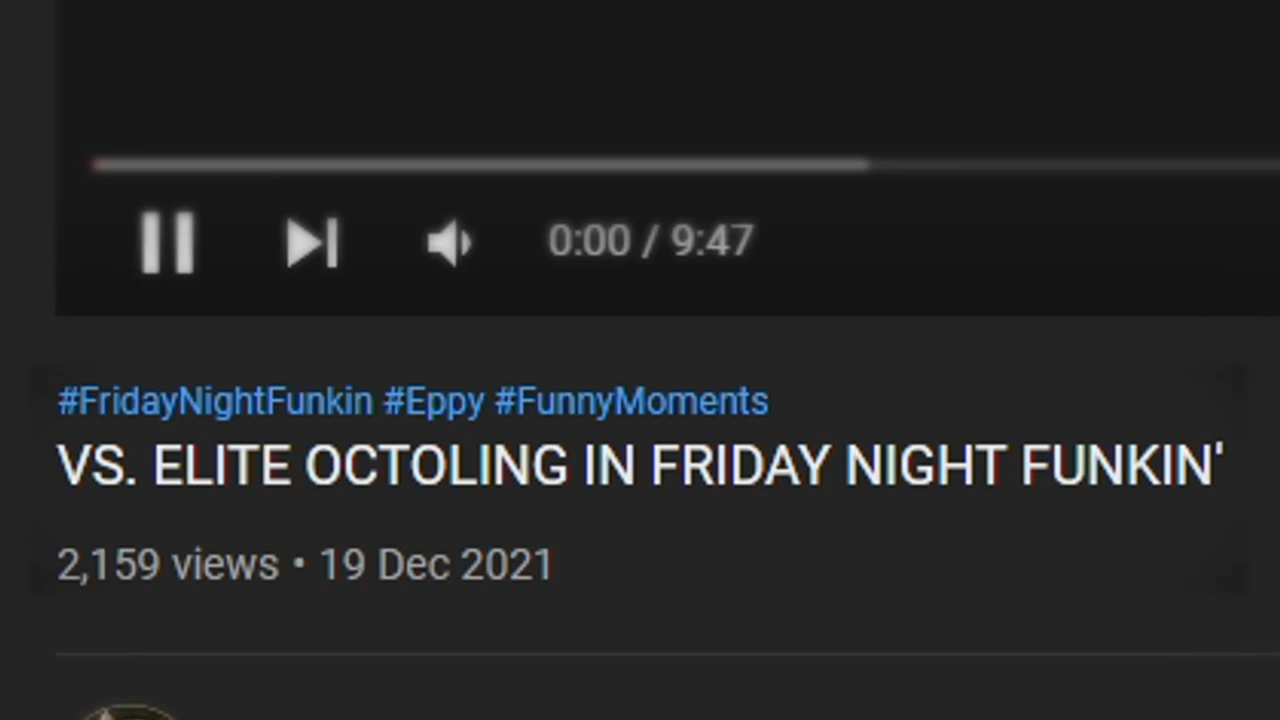 0:00 / 9:47
#FridayNightFunkin #Eppy #FunnyMoments
VS. ELITE OCTOLING IN FRIDAY NIGHT FUNKIN'
2,159 views • 19 Dec 2021